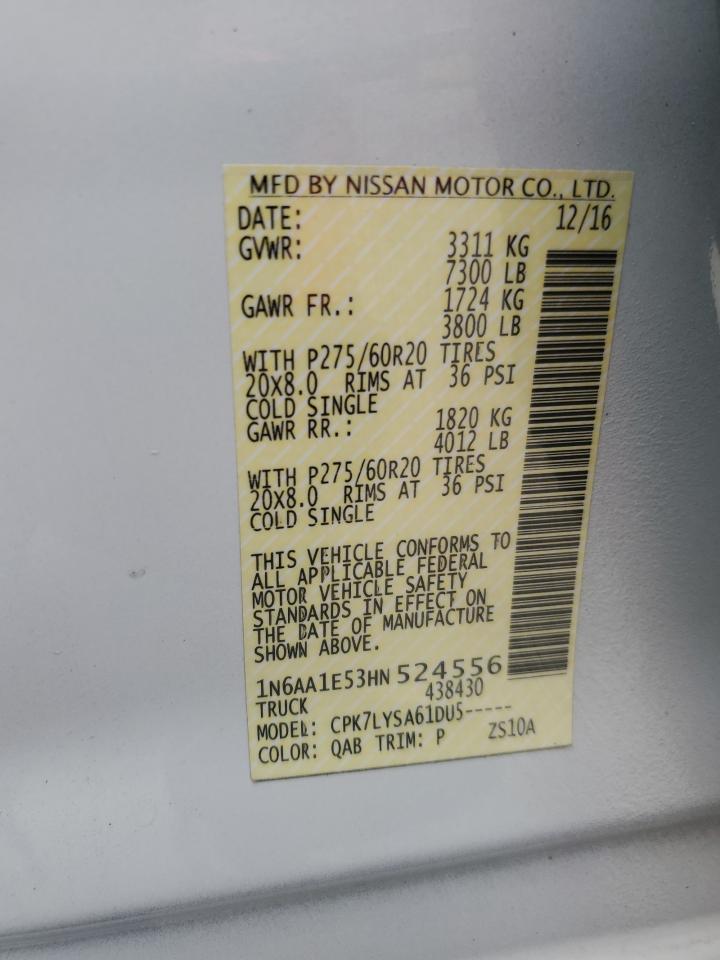 MFD BY NISSAN MOTOR CO., LTD.
DATE: 12/16
GVWR: 3311 KG
7300 LB
GAWR FR.: 1724 KG
3800 LB
WITH P275/60R20 TIRES
20X8.0 RIMS AT 36 PSI
COLD SINGLE
GAWR RR.: 1820 KG
4012 LB
WITH P275/60R20 TIRES
20X8.0 RIMS AT 36 PSI
COLD SINGLE
THIS VEHICLE CONFORMS TO
ALL APPLICABLE FEDERAL
MOTOR VEHICLE SAFETY
STANDARDS IN EFFECT ON
THE DATE OF MANUFACTURE
SHOWN ABOVE.
1N6AA1E53HN 524556
TRUCK 438430
MODEL: CPK7LYSA61DU5-----
COLOR: QAB TRIM: P ZS10A